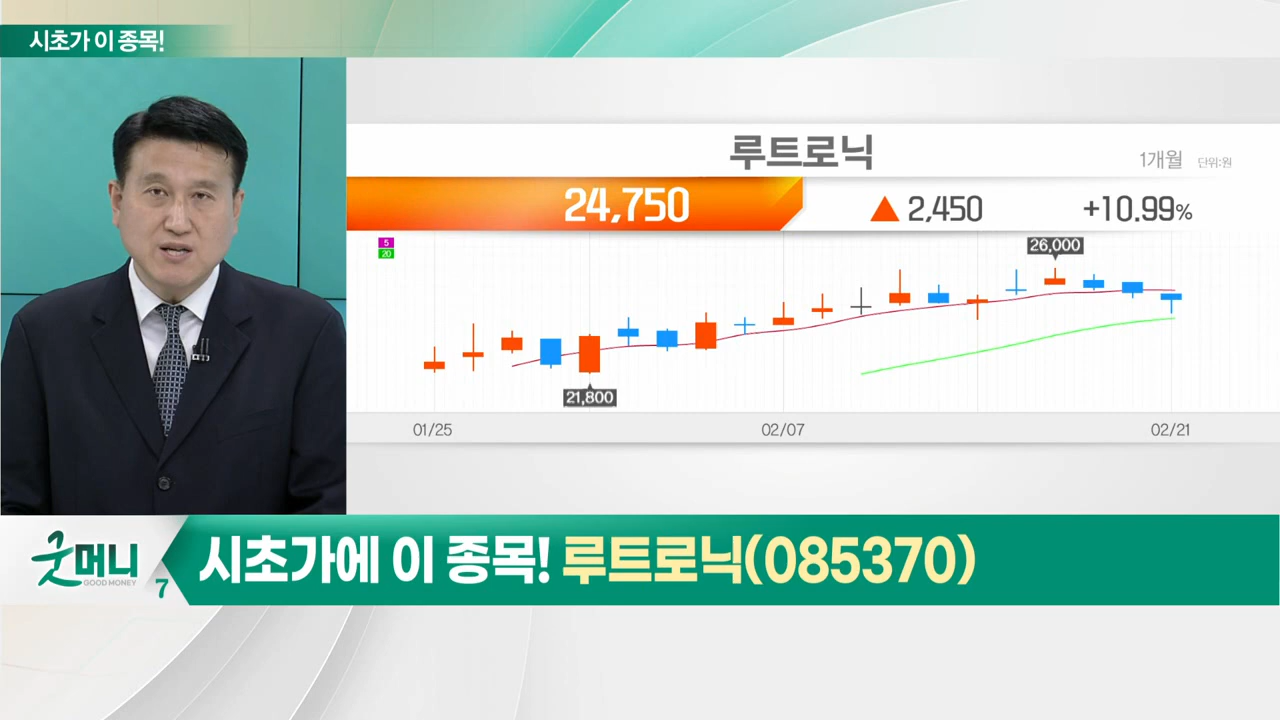 시초가 이 종목!
루트로닉
1개월 단위:원
24,750 ▲ 2,450 +10.99%
5
20
26,000
21,800
01/25 02/07 02/21
굿머니
GOOD MONEY
7
시초가에 이 종목! 루트로닉(085370)